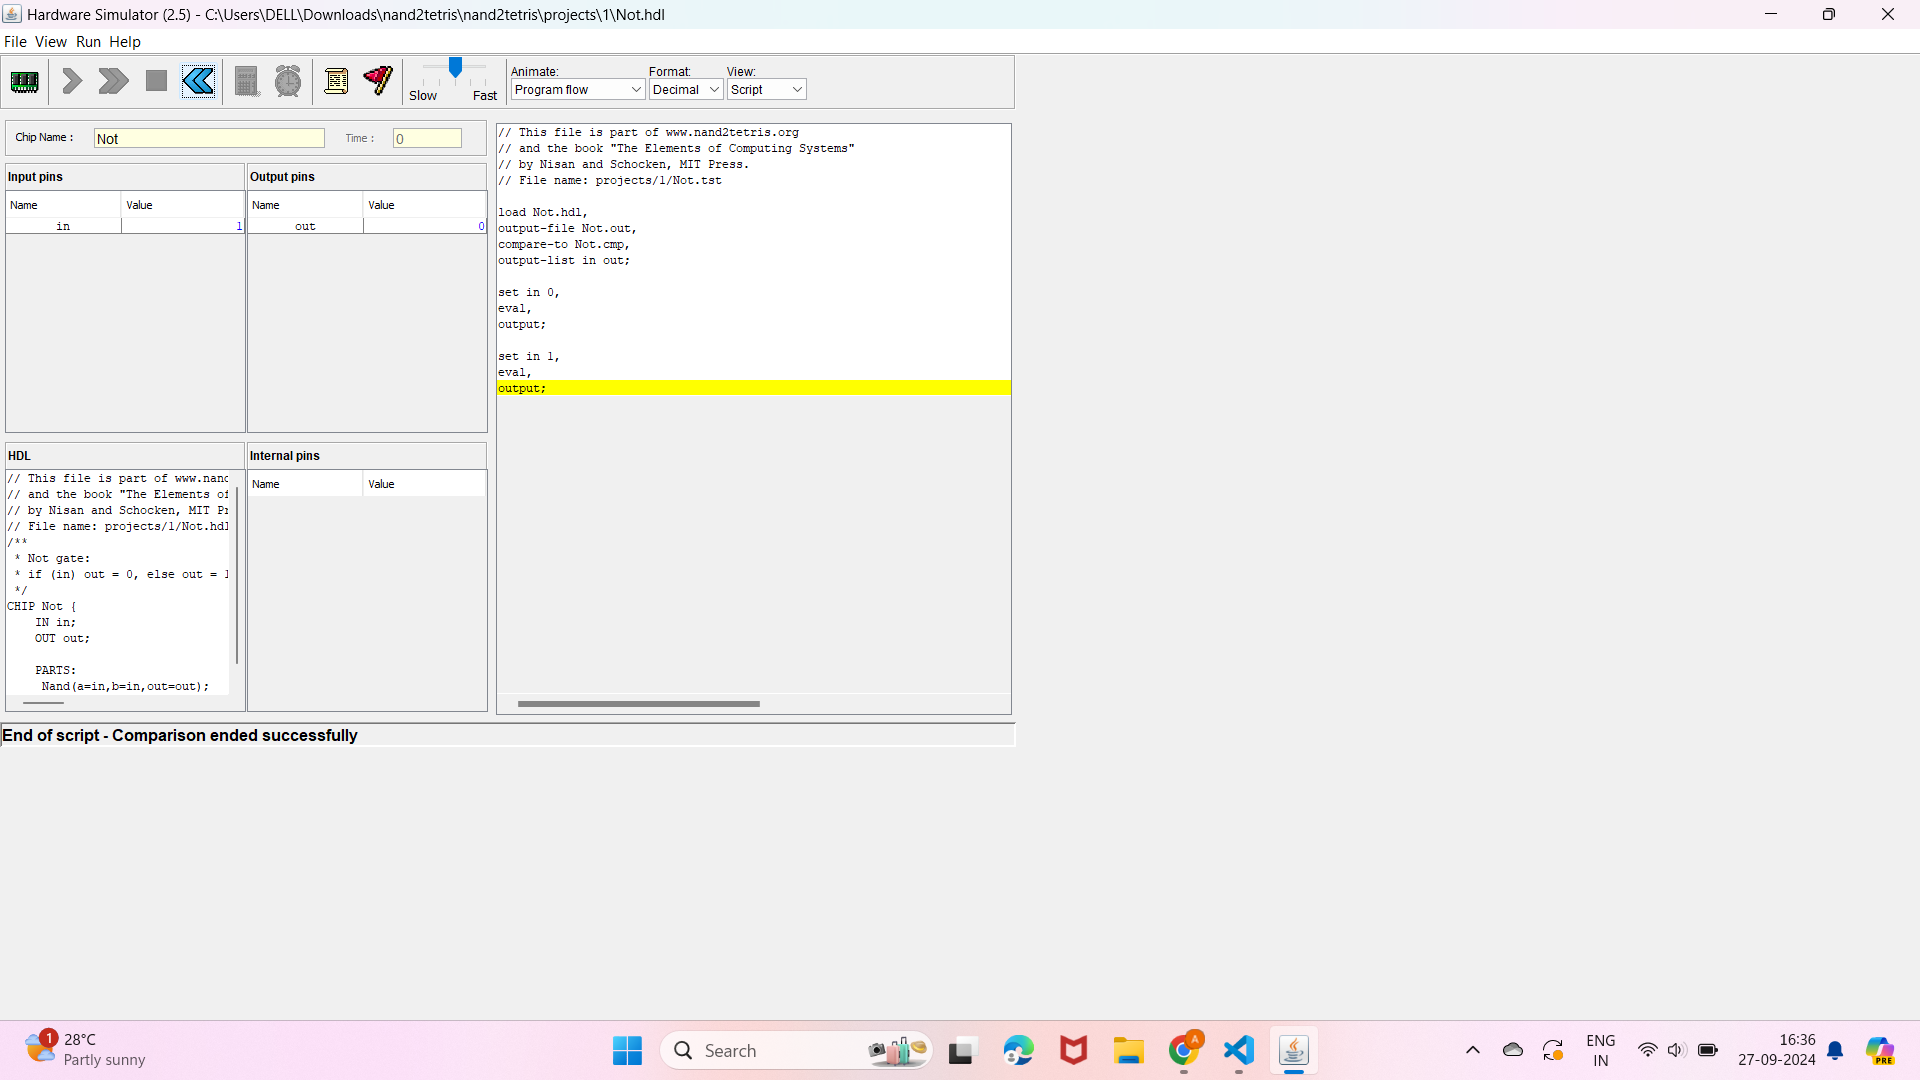 Hardware Simulator (2.5) - C:\Users\DELL\Downloads\nand2tetris\nand2tetris\projects\1\Not.hdl
File View Run Help
Slow Fast
Animate: Format: View:
Program flow Decimal Script
Chip Name : Not Time : 0
Input pins
Name Value
in 1
Output pins
Name Value
out 0
HDL
// This file is part of www.nand
// and the book "The Elements of
// by Nisan and Schocken, MIT Pr
// File name: projects/1/Not.hdl
/**
* Not gate:
* if (in) out = 0, else out = 1
*/
CHIP Not {
IN in;
OUT out;
PARTS:
Nand(a=in,b=in,out=out);
Internal pins
Name Value
// This file is part of www.nand2tetris.org
// and the book "The Elements of Computing Systems"
// by Nisan and Schocken, MIT Press.
// File name: projects/1/Not.tst
load Not.hdl,
output-file Not.out,
compare-to Not.cmp,
output-list in out;
set in 0,
eval,
output;
set in 1,
eval,
output;
End of script - Comparison ended successfully
1
28°C
Partly sunny
Search
A
ENG
IN
16:36
27-09-2024
PRE